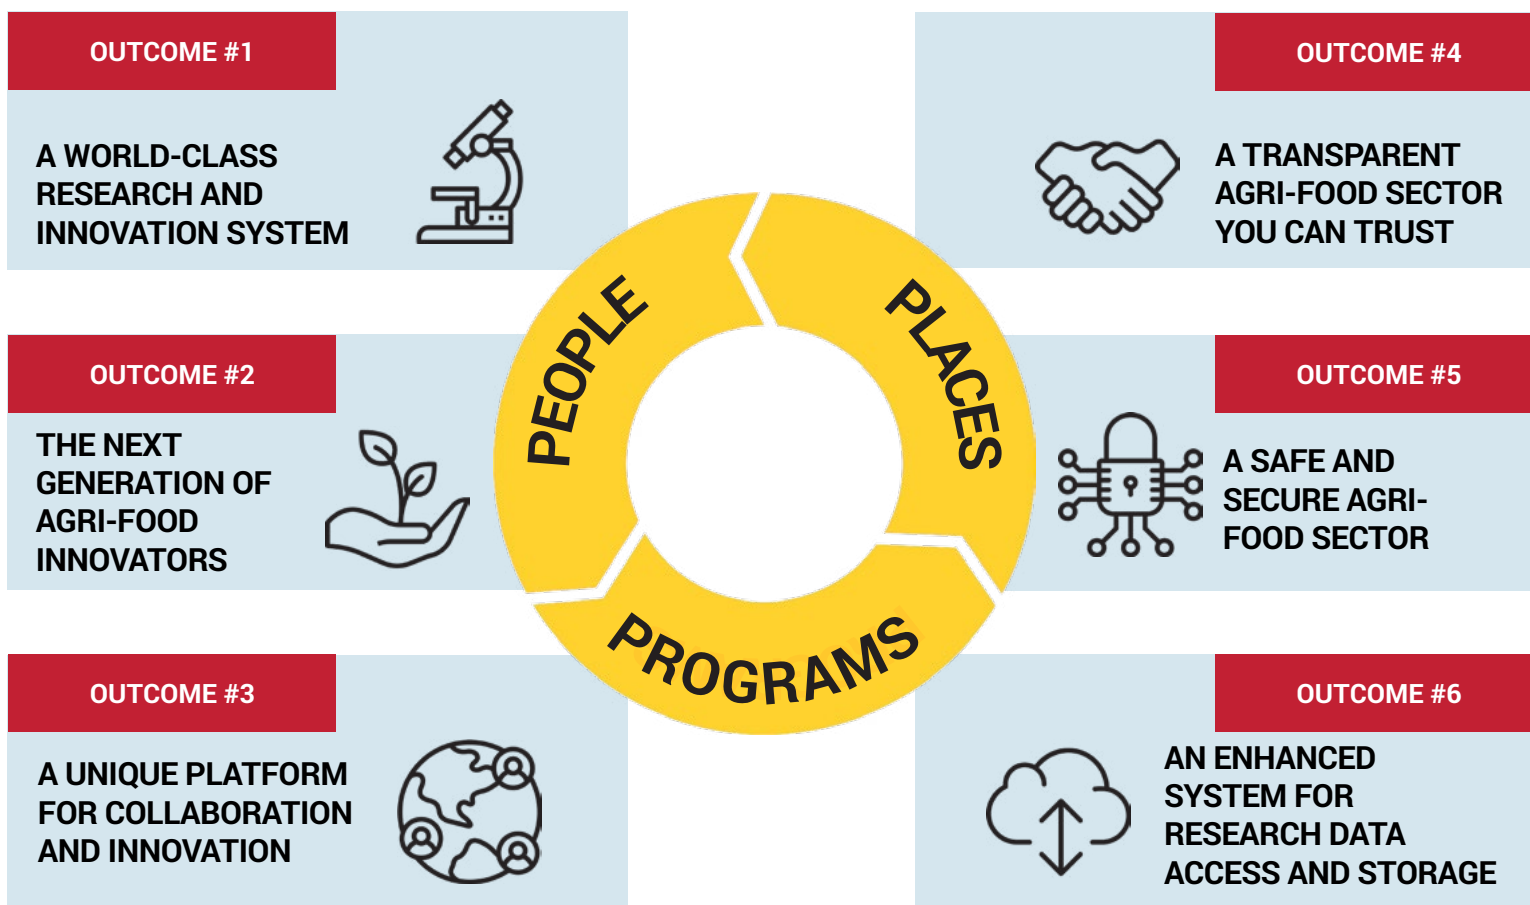 OUTCOME #1
A WORLD-CLASS
RESEARCH AND
INNOVATION SYSTEM
OUTCOME #2
THE NEXT
GENERATION OF
AGRI-FOOD
INNOVATORS
OUTCOME #3
A UNIQUE PLATFORM
FOR COLLABORATION
AND INNOVATION
PEOPLE
PLACES
PROGRAMS
OUTCOME #4
A TRANSPARENT
AGRI-FOOD SECTOR
YOU CAN TRUST
OUTCOME #5
A SAFE AND
SECURE AGRI-
FOOD SECTOR
OUTCOME #6
AN ENHANCED
SYSTEM FOR
RESEARCH DATA
ACCESS AND STORAGE